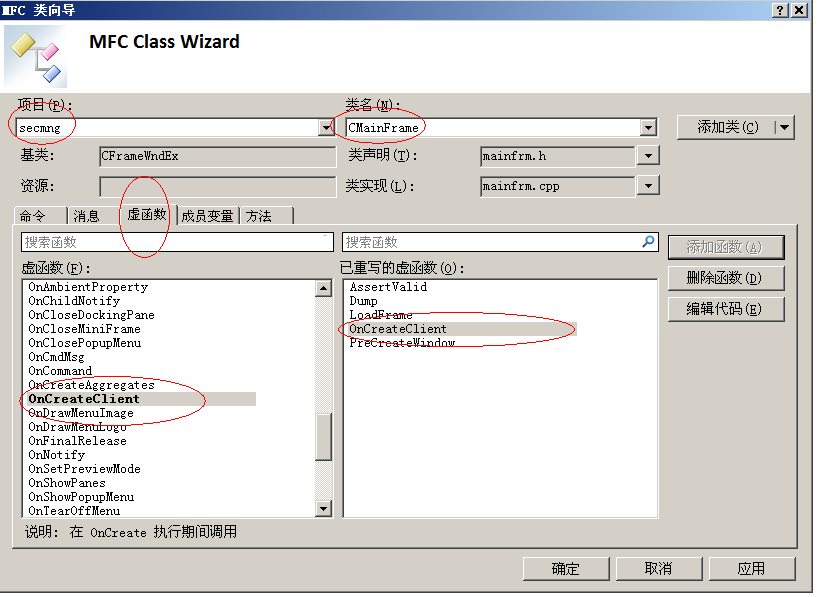 MFC 类向导
MFC Class Wizard
项目(P):
类名(N):
secmng
CMainFrame
添加类(C)
基类:
CFrameWndEx
类声明(T):
mainfrm.h
资源:
类实现(L):
mainfrm.cpp
命令
消息
虚函数
成员变量
方法
搜索函数
搜索函数
添加函数(A)
虚函数(F):
已重写的虚函数(O):
删除函数(D)
编辑代码(E)
OnAmbientProperty
OnChildNotify
OnCloseDockingPane
OnCloseMiniFrame
OnClosePopupMenu
OnCmdMsg
OnCommand
OnCreateAggregates
OnCreateClient
OnDrawMenuImage
OnDrawMenuLogo
OnFinalRelease
OnNotify
OnSetPreviewMode
OnShowPanes
OnShowPopupMenu
OnTearOffMenu
AssertValid
Dump
LoadFrame
OnCreateClient
PreCreateWindow
说明: 在 OnCreate 执行期间调用
确定
取消
应用